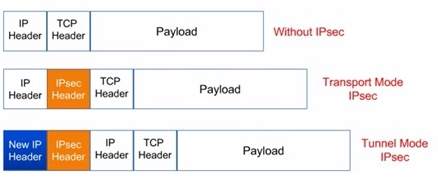 IP Header TCP Header Payload Without IPsec
IP Header IPsec Header TCP Header Payload Transport Mode IPsec
New IP Header IPsec Header IP Header TCP Header Payload Tunnel Mode IPsec